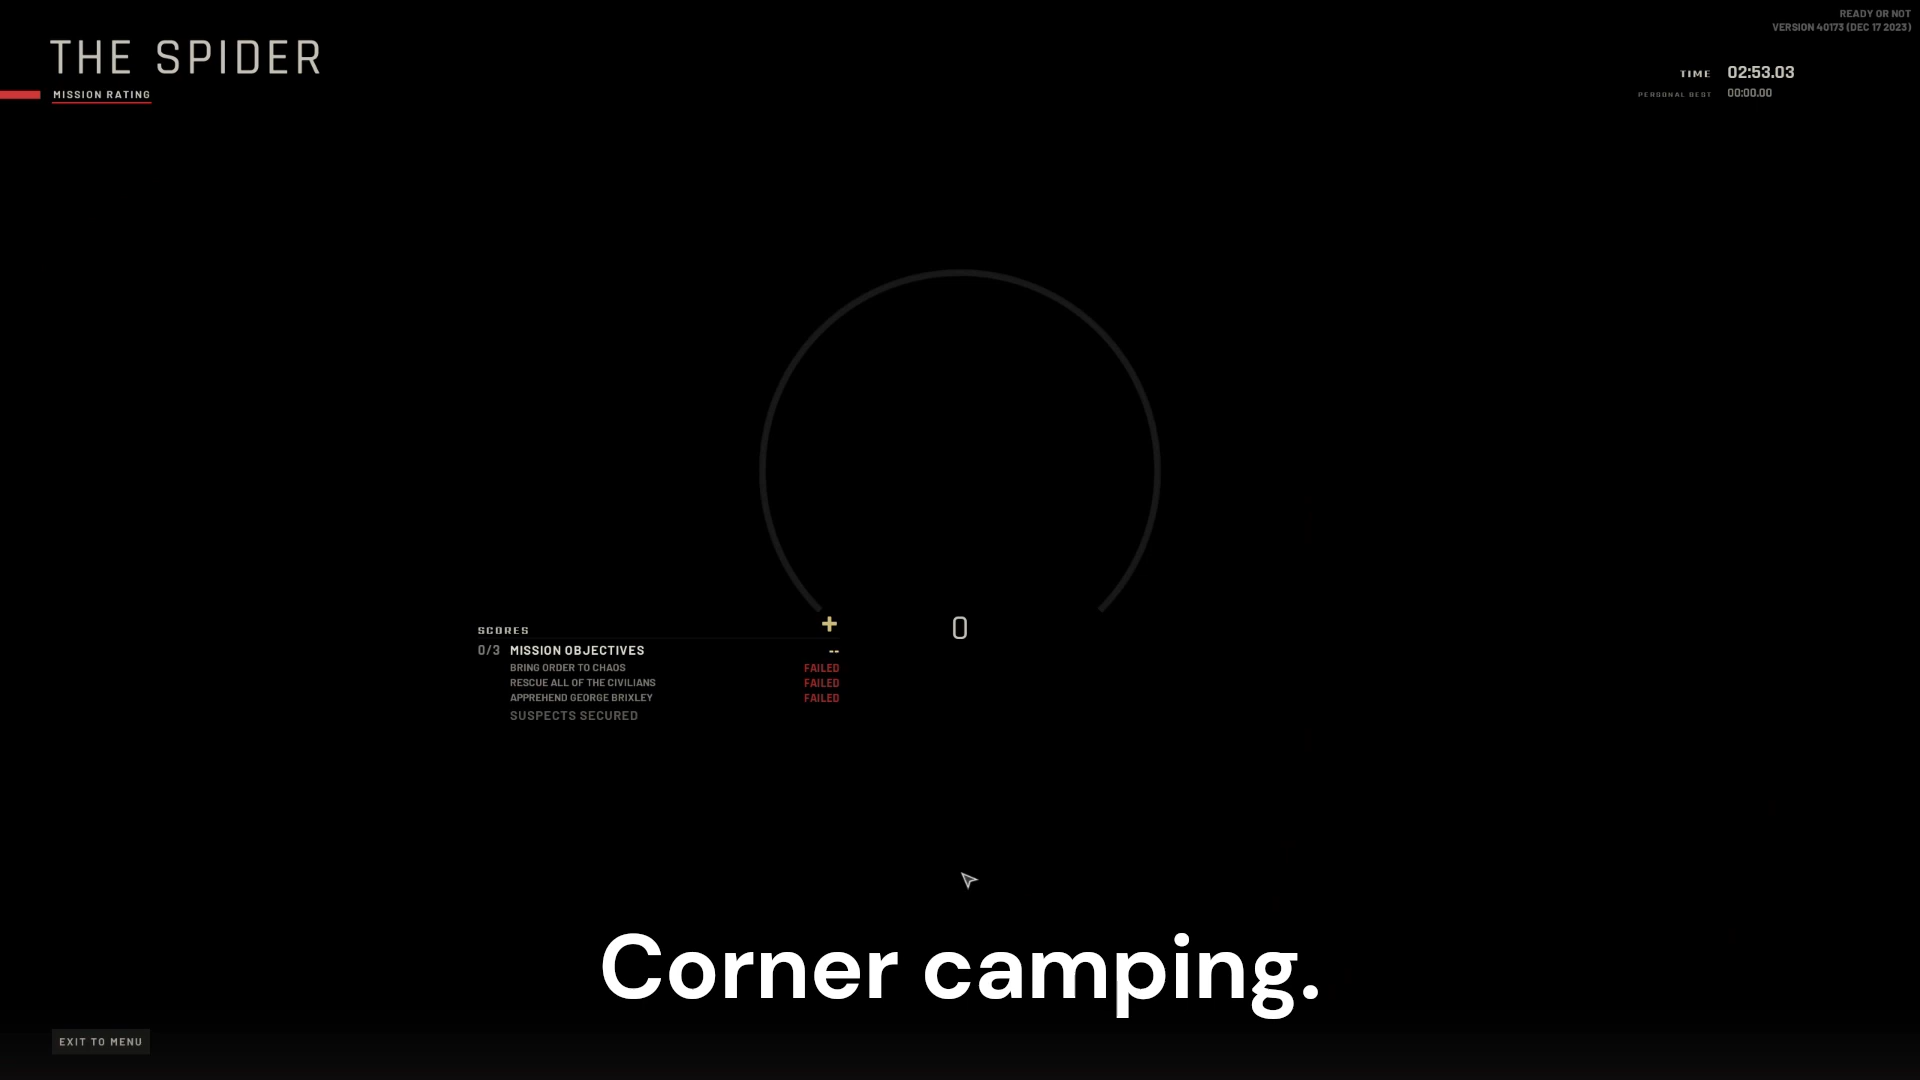 READY OR NOT
VERSION 40173 (DEC 17 2023)
THE SPIDER
MISSION RATING
TIME 02:53.03
PERSONAL BEST 00:00.00
SCORES +
0
0/3 MISSION OBJECTIVES --
BRING ORDER TO CHAOS FAILED
RESCUE ALL OF THE CIVILIANS FAILED
APPREHEND GEORGE BRIXLEY FAILED
SUSPECTS SECURED
Corner camping.
EXIT TO MENU